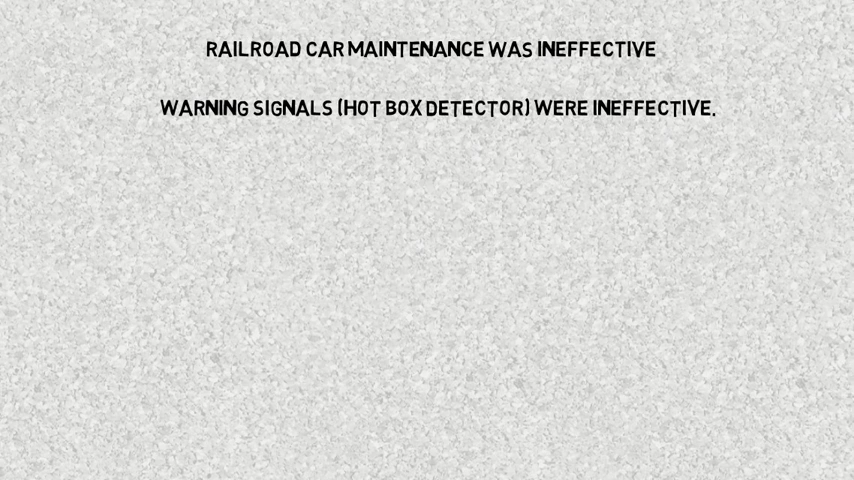 RAILROAD CAR MAINTENANCE WAS INEFFECTIVE
WARNING SIGNALS (HOT BOX DETECTOR) WERE INEFFECTIVE.